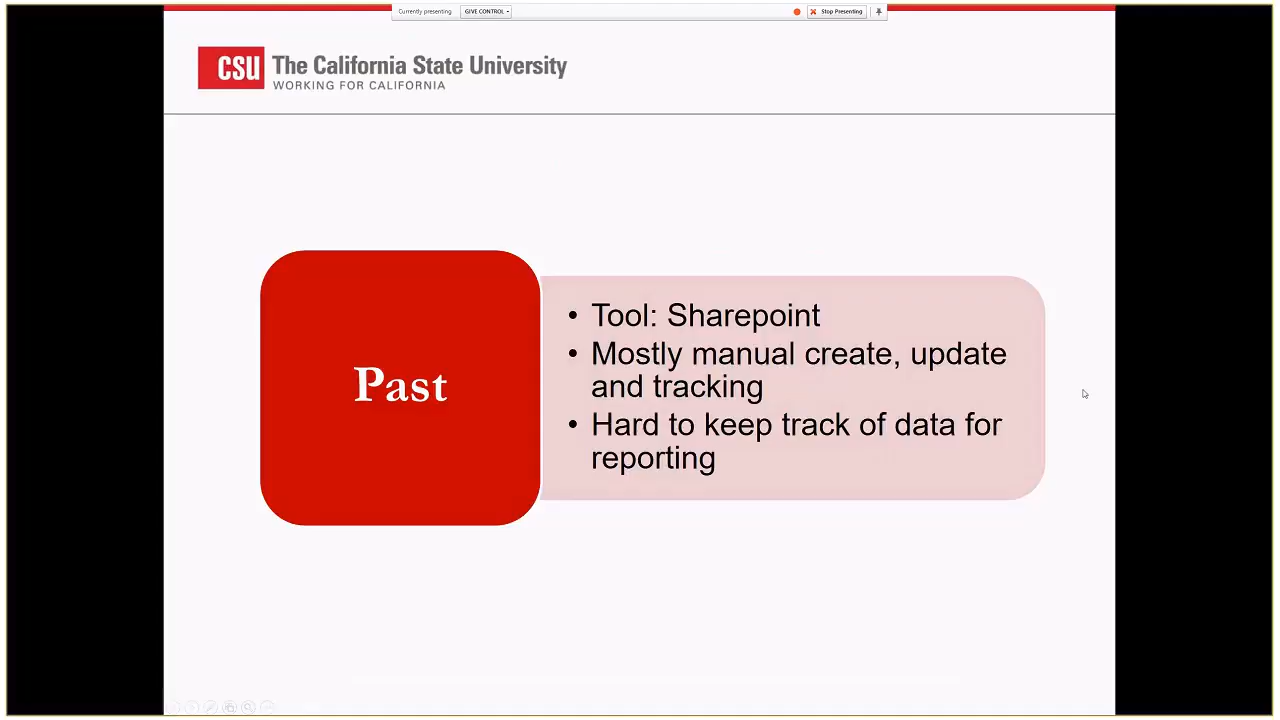 Currently presenting GIVE CONTROL Stop Presenting
CSU The California State University
WORKING FOR CALIFORNIA
Past
• Tool: Sharepoint
• Mostly manual create, update
and tracking
• Hard to keep track of data for
reporting